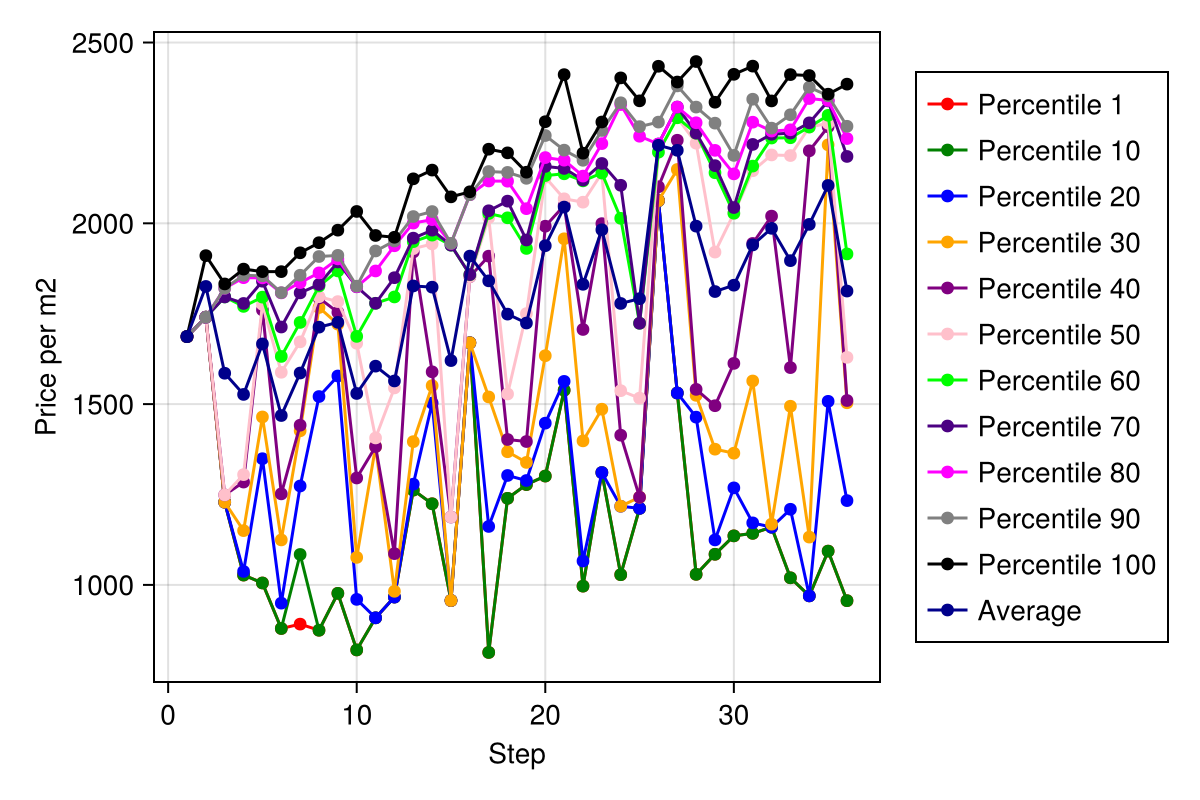 2500
2000
1500
1000
Price per m2
0 10 20 30
Step
Percentile 1
Percentile 10
Percentile 20
Percentile 30
Percentile 40
Percentile 50
Percentile 60
Percentile 70
Percentile 80
Percentile 90
Percentile 100
Average